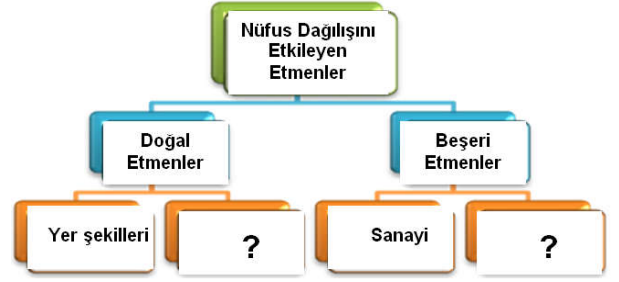 Nüfus Dağılışını
Etkileyen
Etmenler
Doğal
Etmenler
Beşeri
Etmenler
Yer şekilleri
?
Sanayi
?